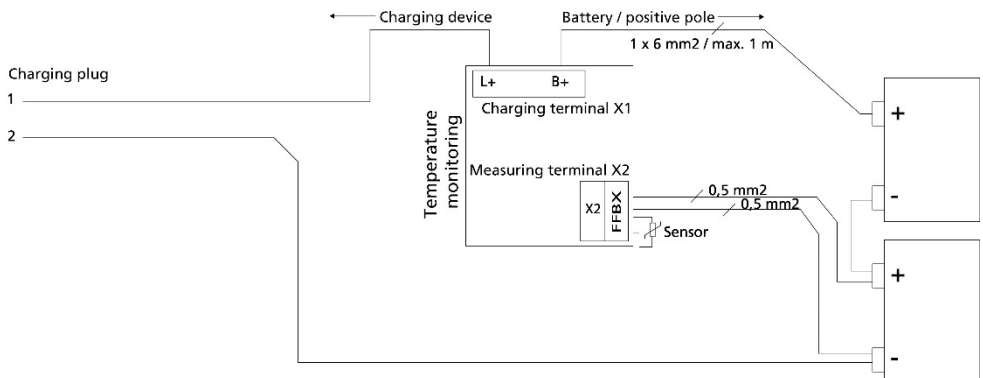 Charging device
Battery / positive pole
1 x 6 mm2 / max. 1 m
Charging plug
1
2
L+
B+
Charging terminal X1
Temperature
monitoring
Measuring terminal X2
X2
FFBX
0,5 mm2
0,5 mm2
Sensor
+
-
+
-